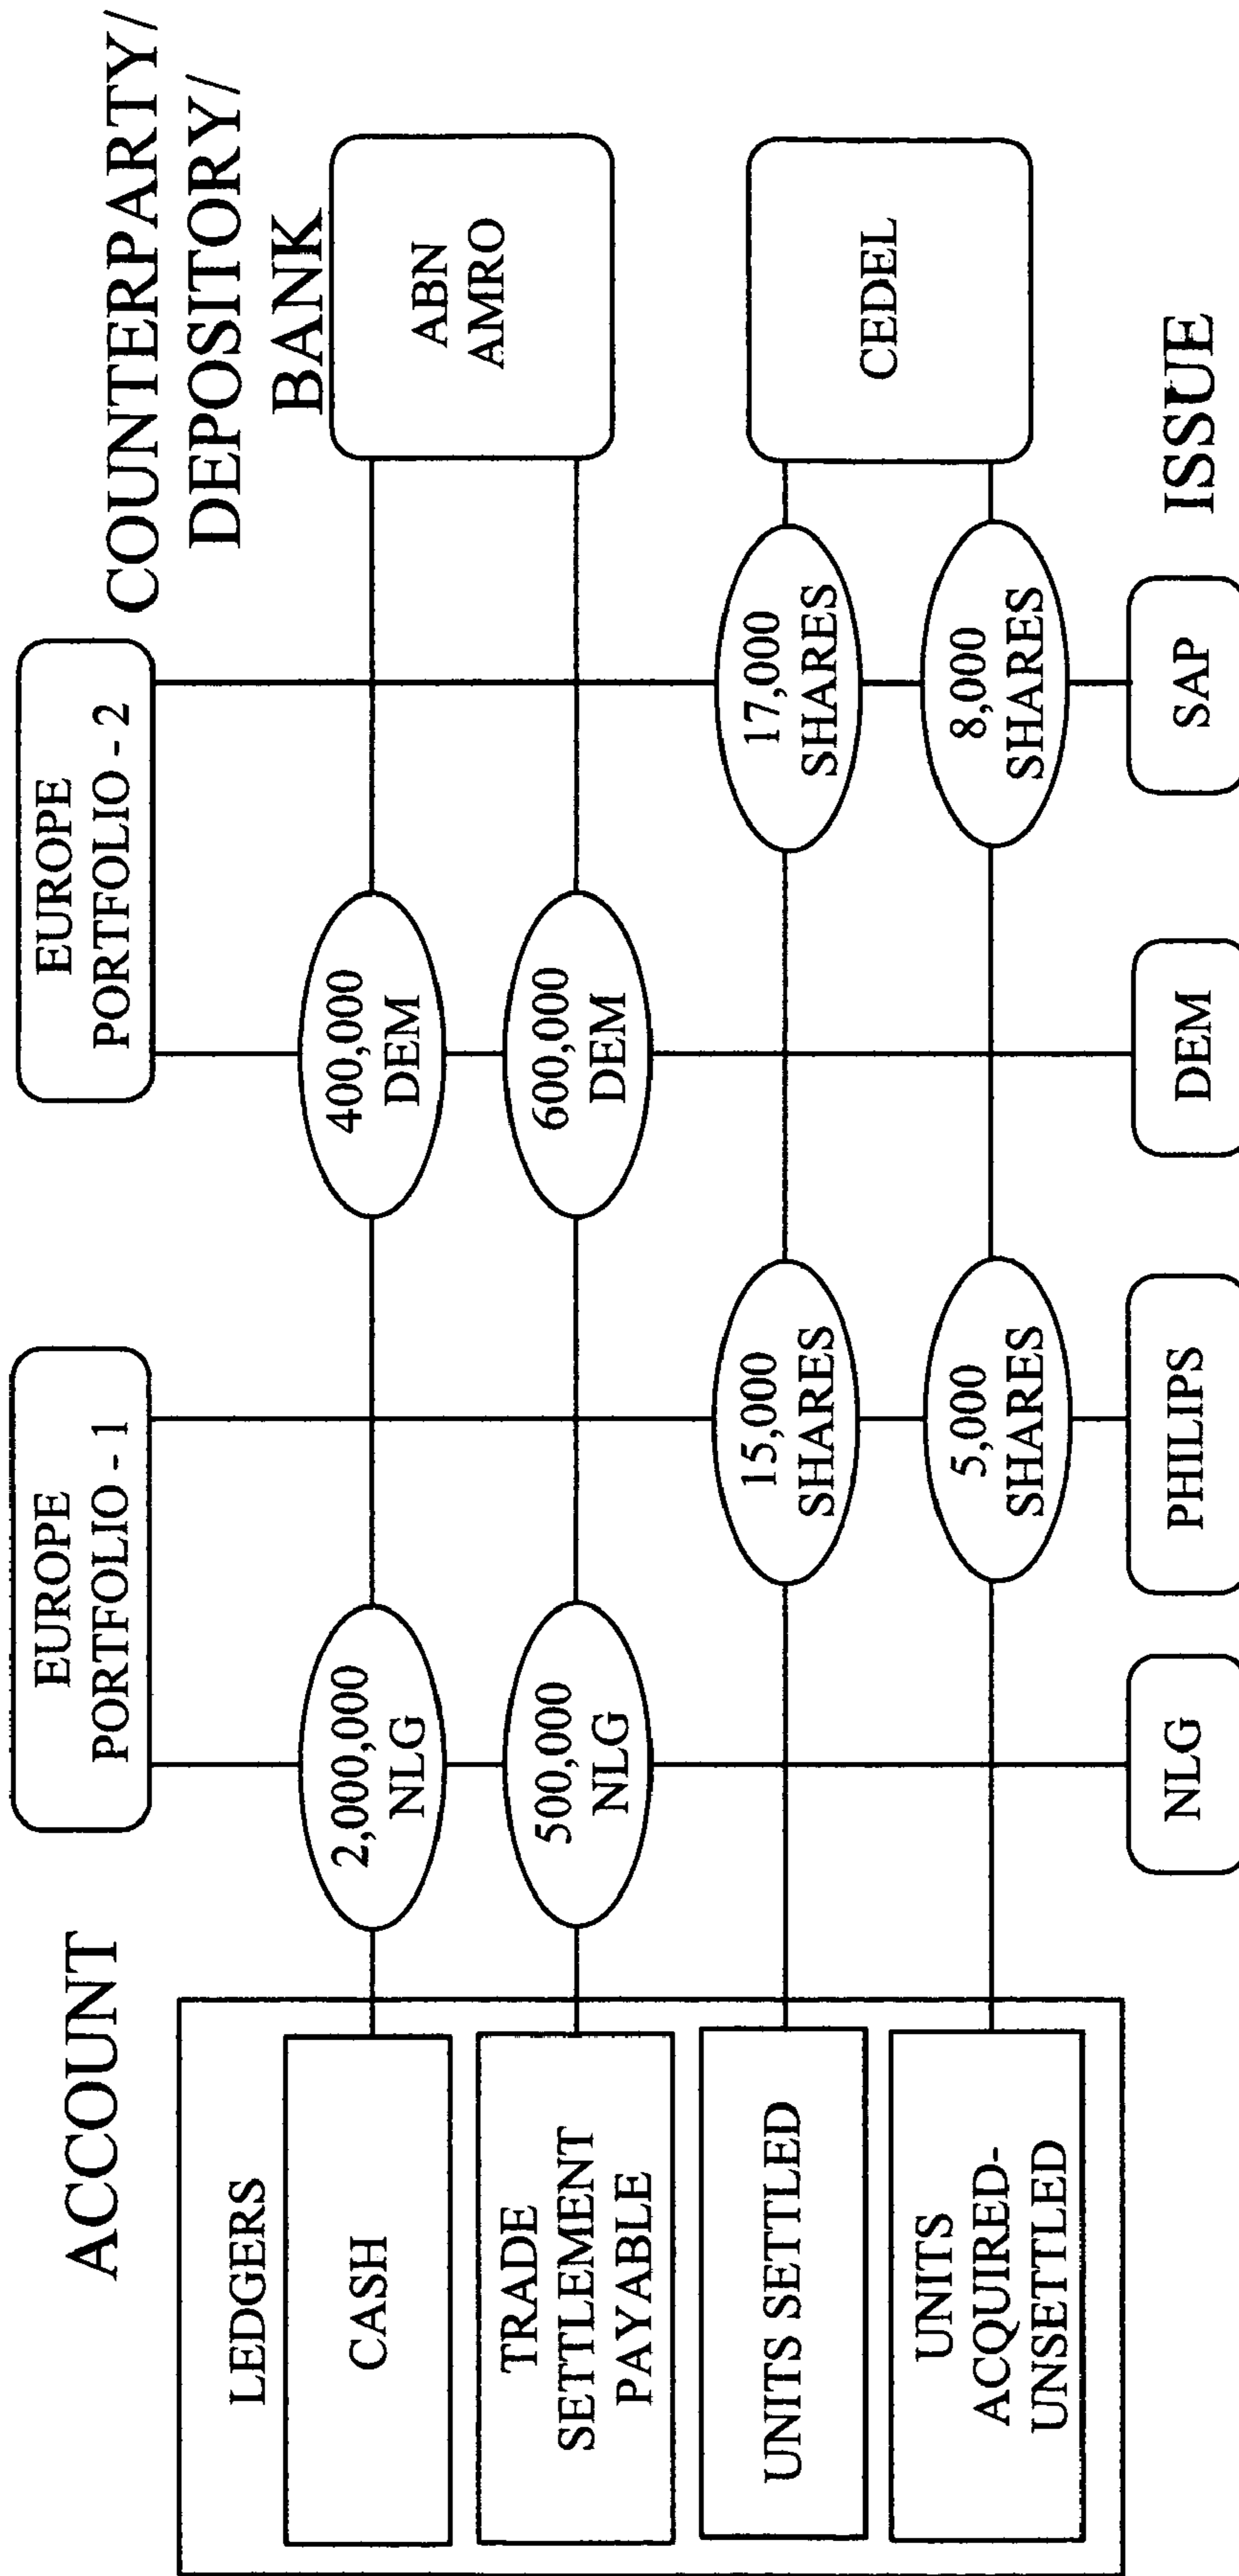 ACCOUNT
EUROPE
PORTFOLIO - 1
EUROPE
PORTFOLIO - 2
COUNTERPARTY/
DEPOSITORY/
BANK
LEDGERS
CASH
2,000,000
NLG
400,000
DEM
ABN
AMRO
TRADE
SETTLEMENT
PAYABLE
500,000
NLG
600,000
DEM
UNITS SETTLED
15,000
SHARES
17,000
SHARES
CEDEL
UNITS
ACQUIRED-
UNSETTLED
5,000
SHARES
8,000
SHARES
NLG
PHILIPS
DEM
SAP
ISSUE